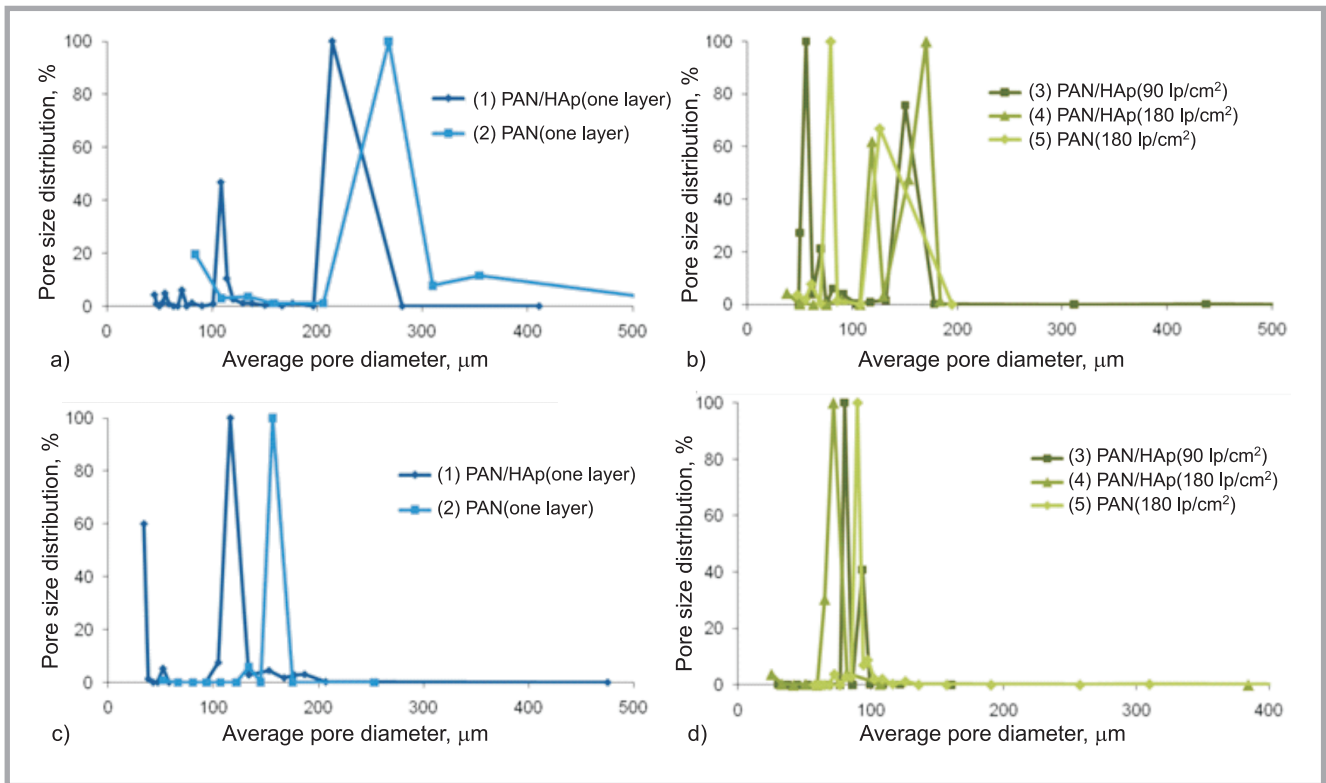 100
80
60
40
20
0
Pore size distribution, %
(1) PAN/HAp(one layer)
(2) PAN(one layer)
0 100 200 300 400 500
a) Average pore diameter, μm
100
80
60
40
20
0
Pore size distribution, %
(3) PAN/HAp(90 lp/cm²)
(4) PAN/HAp(180 lp/cm²)
(5) PAN(180 lp/cm²)
0 100 200 300 400 500
b) Average pore diameter, μm
100
80
60
40
20
0
Pore size distribution, %
(1) PAN/HAp(one layer)
(2) PAN(one layer)
0 100 200 300 400 500
c) Average pore diameter, μm
100
80
60
40
20
0
Pore size distribution, %
(3) PAN/HAp(90 lp/cm²)
(4) PAN/HAp(180 lp/cm²)
(5) PAN(180 lp/cm²)
0 100 200 300 400
d) Average pore diameter, μm